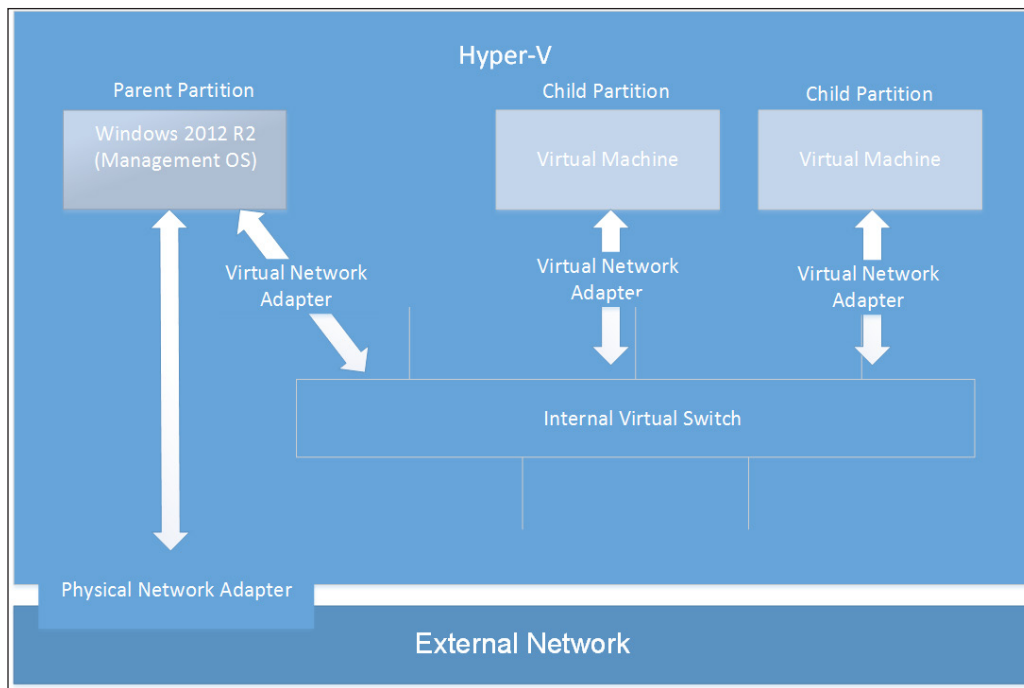 Hyper-V
Parent Partition
Child Partition
Child Partition
Windows 2012 R2
(Management OS)
Virtual Machine
Virtual Machine
Virtual Network
Adapter
Virtual Network
Adapter
Virtual Network
Adapter
Internal Virtual Switch
Physical Network Adapter
External Network